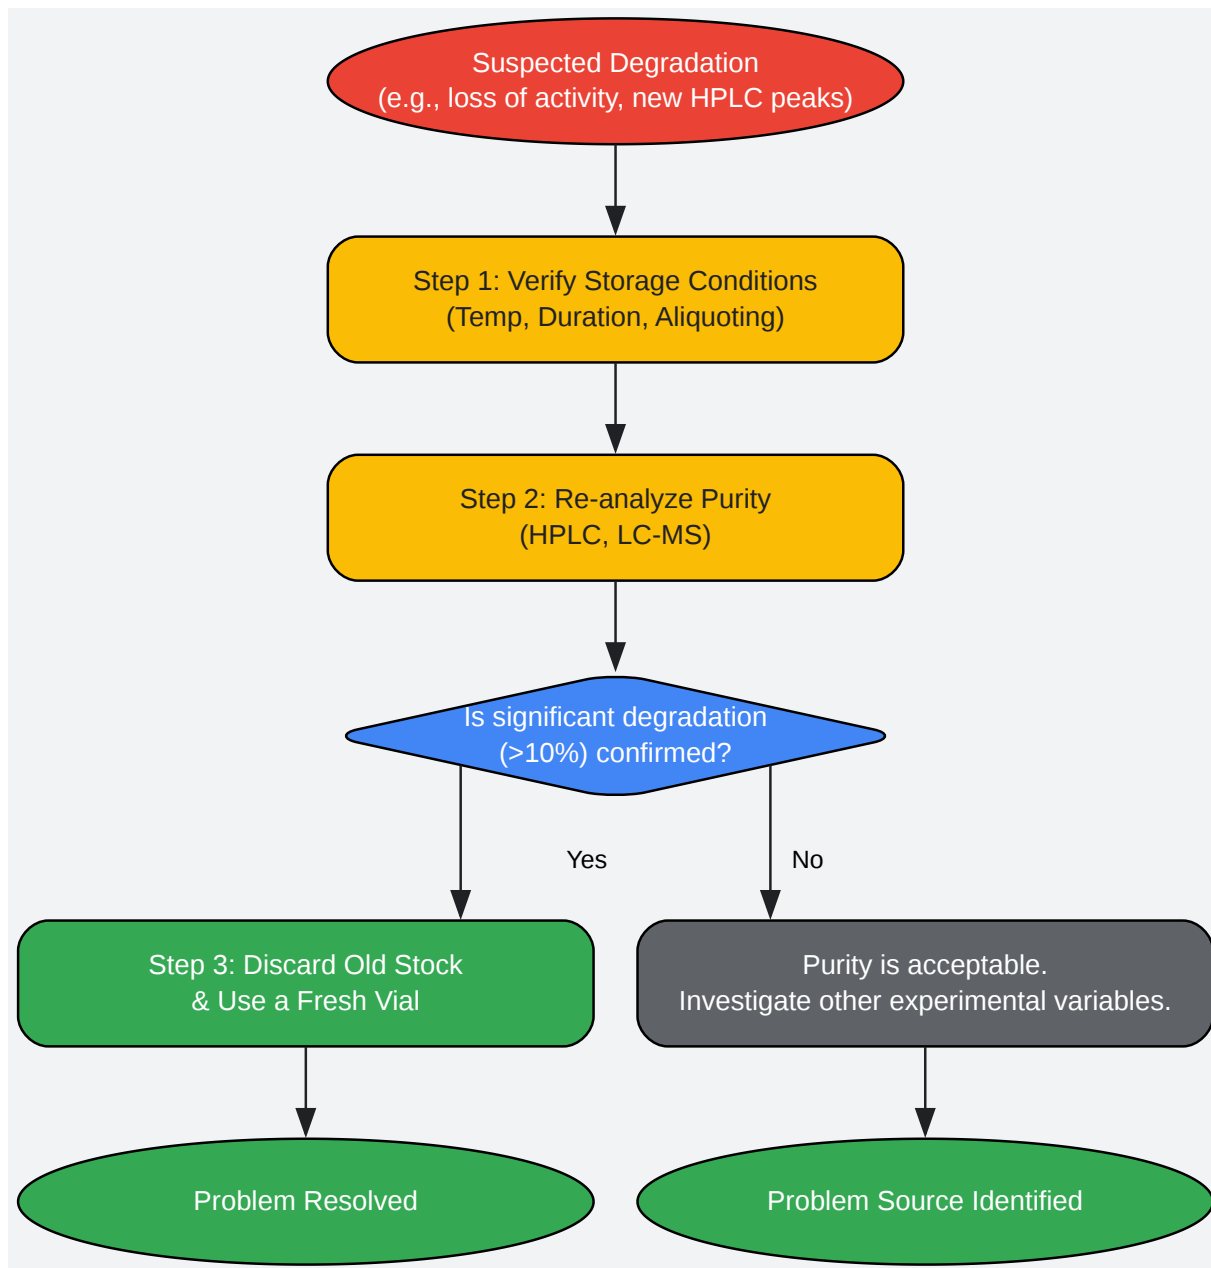 Suspected Degradation
(e.g., loss of activity, new HPLC peaks)
Step 1: Verify Storage Conditions
(Temp, Duration, Aliquoting)
Step 2: Re-analyze Purity
(HPLC, LC-MS)
Is significant degradation
(>10%) confirmed?
Yes
No
Step 3: Discard Old Stock
& Use a Fresh Vial
Purity is acceptable.
Investigate other experimental variables.
Problem Resolved
Problem Source Identified